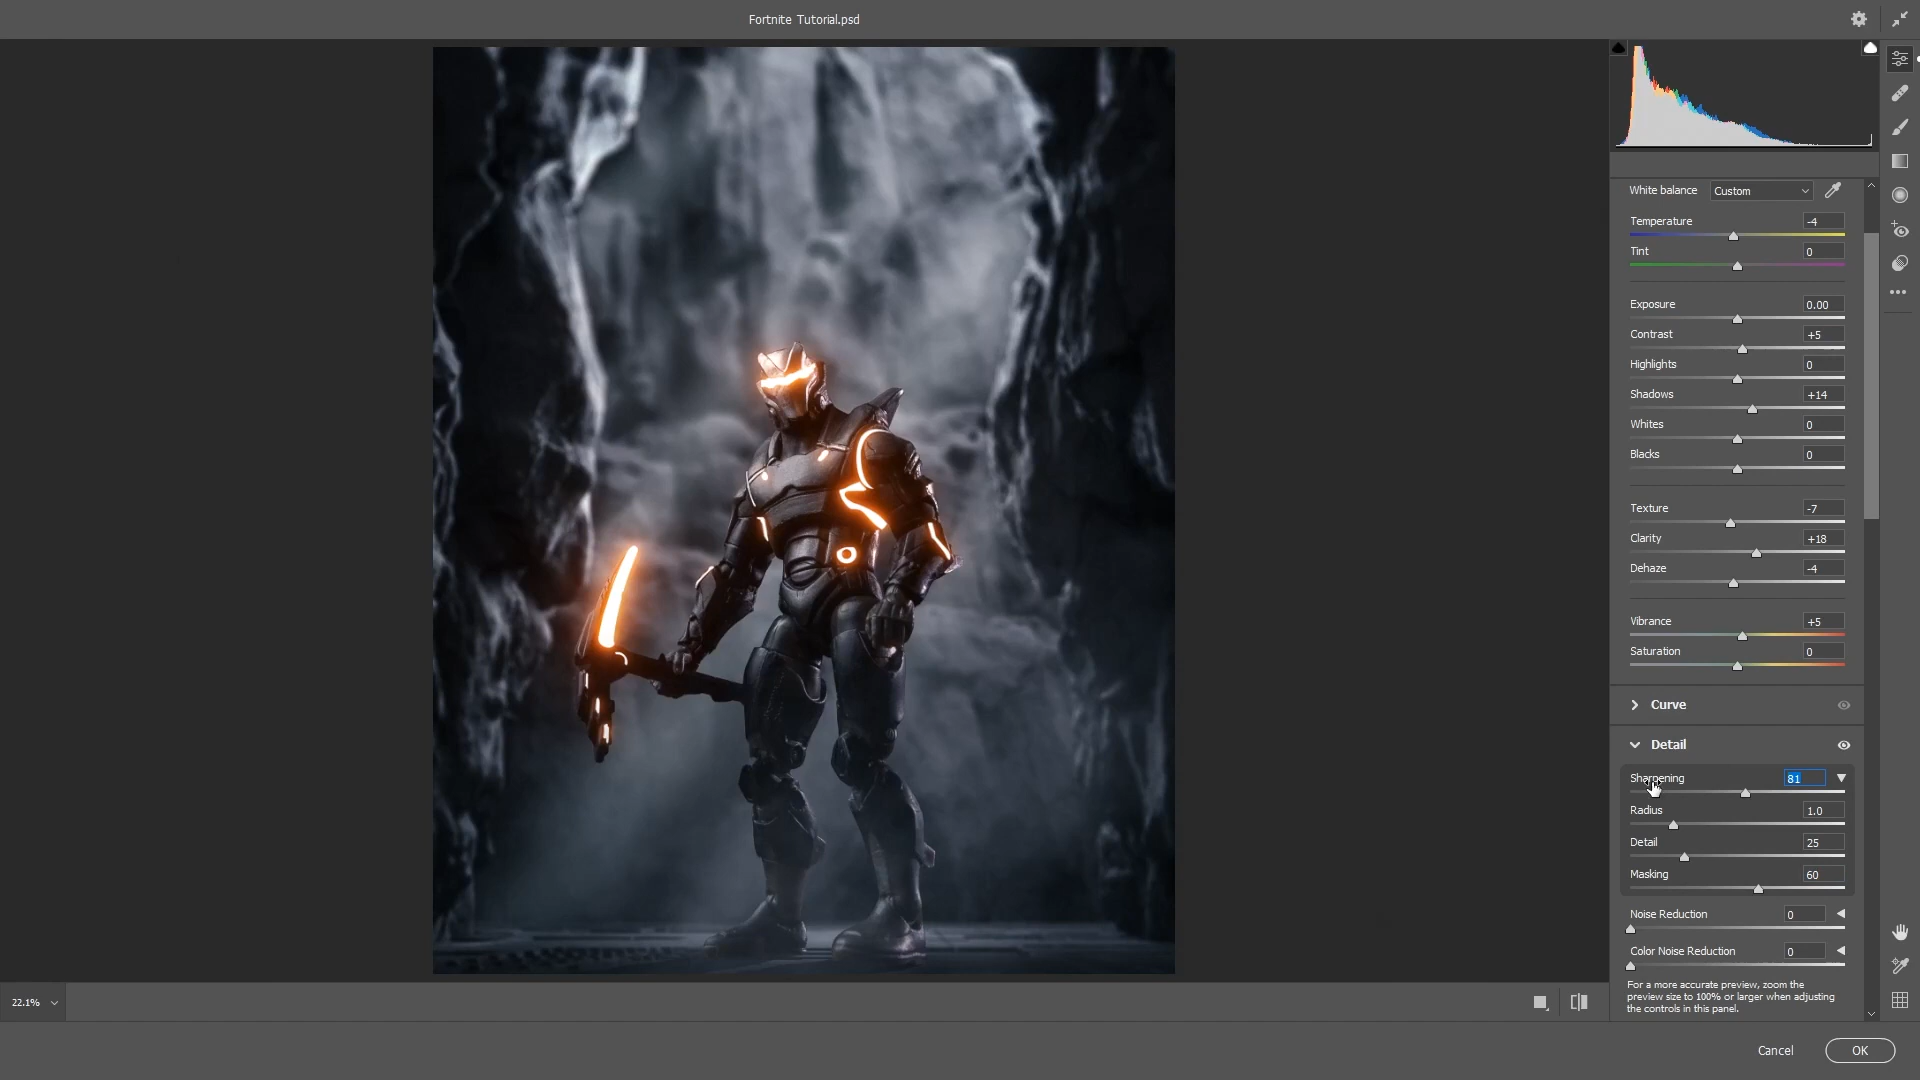 Fortnite Tutorial.psd
White balance Custom
Temperature -4
Tint 0
Exposure 0.00
Contrast +5
Highlights 0
Shadows +14
Whites 0
Blacks 0
Texture -7
Clarity +18
Dehaze -4
Vibrance +5
Saturation 0
Curve
Detail
Sharpening 81
Radius 1.0
Detail 25
Masking 60
Noise Reduction 0
Color Noise Reduction 0
For a more accurate preview, zoom the
preview size to 100% or larger when adjusting
the controls in this panel.
22.1%
Cancel OK